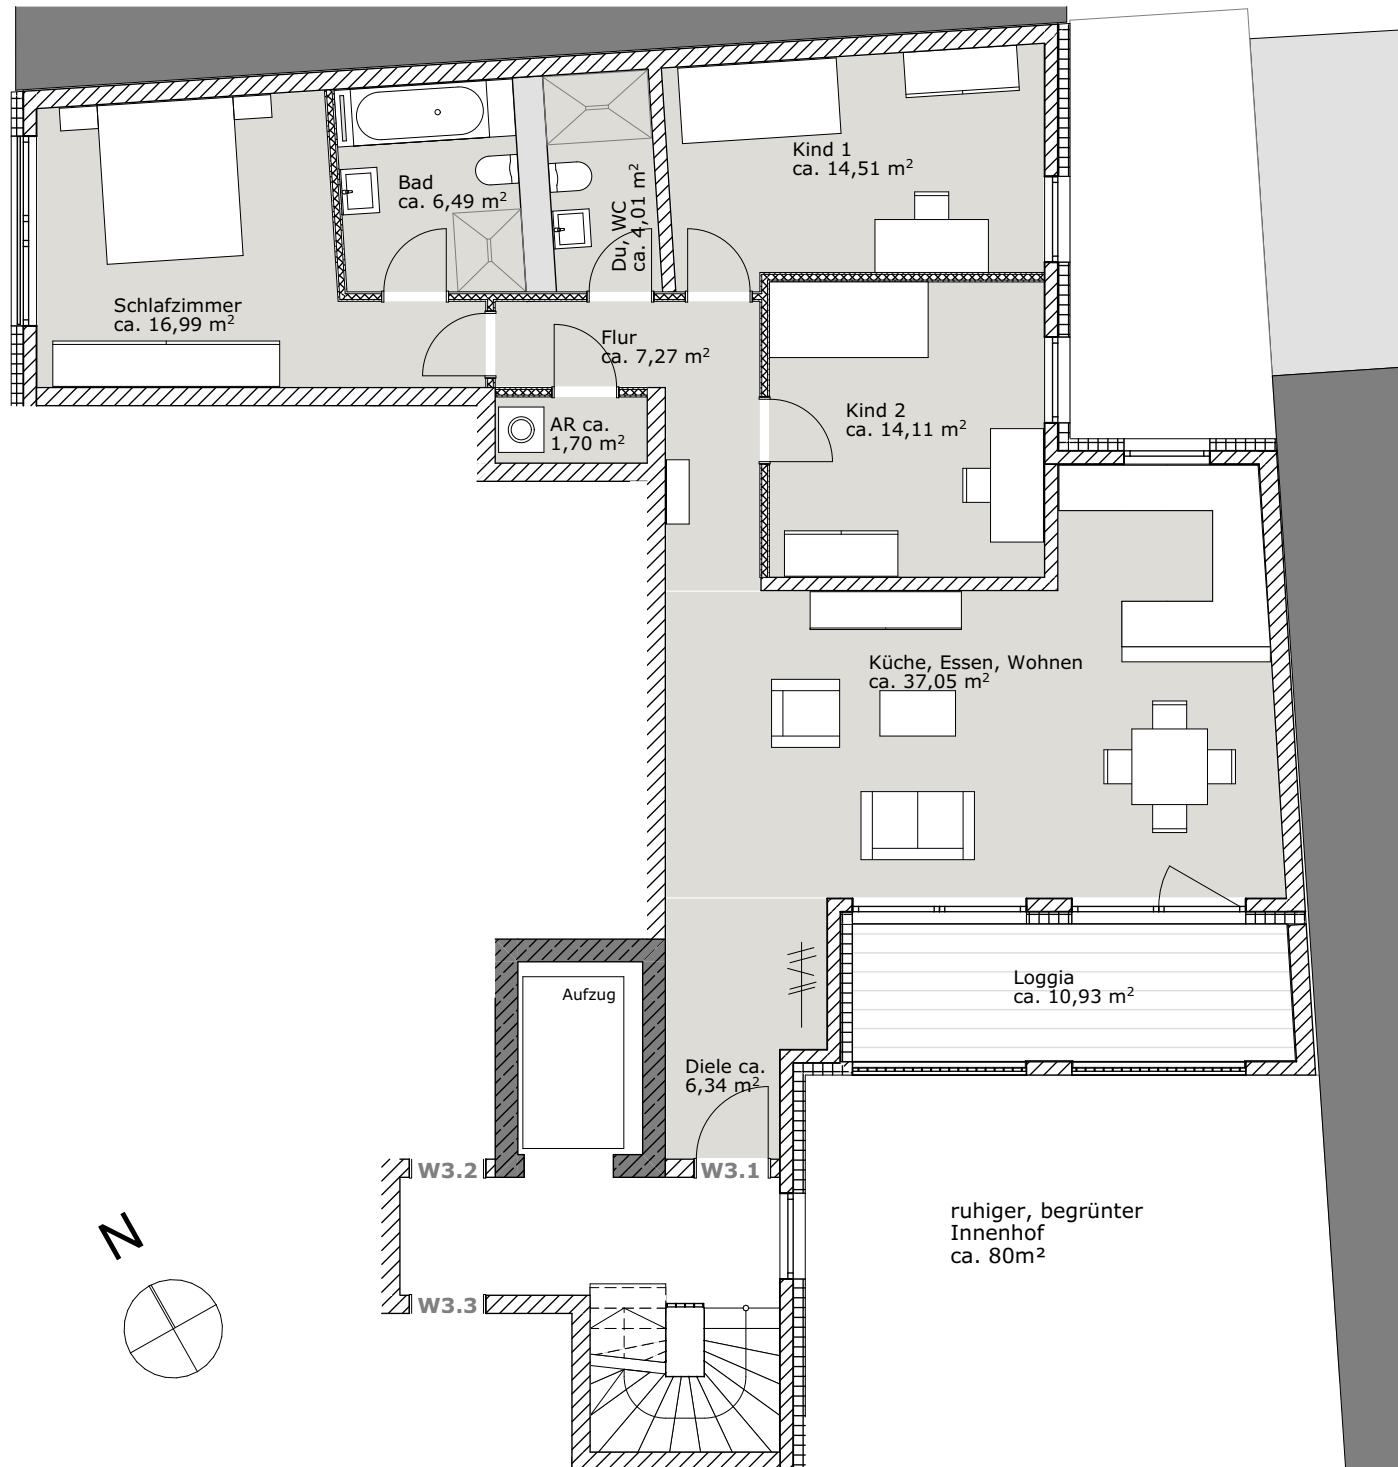 Kind 1
ca. 14,51 m²
Bad
ca. 6,49 m²
Du, WC
ca. 4,01 m²
Schlafzimmer
ca. 16,99 m²
Flur
ca. 7,27 m²
AR ca.
1,70 m²
Kind 2
ca. 14,11 m²
Küche, Essen, Wohnen
ca. 37,05 m²
Aufzug
Loggia
ca. 10,93 m²
Diele ca.
6,34 m²
W3.2
W3.1
N
ruhiger, begrünter
Innenhof
ca. 80m²
W3.3